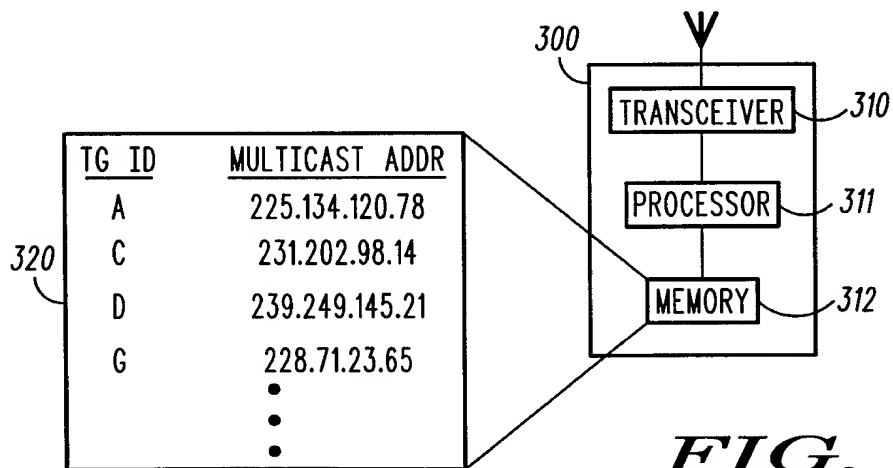 300
TRANSCEIVER
310
PROCESSOR
311
MEMORY
312
320
TG ID MULTICAST ADDR
A 225.134.120.78
C 231.202.98.14
D 239.249.145.21
G 228.71.23.65
FIG.